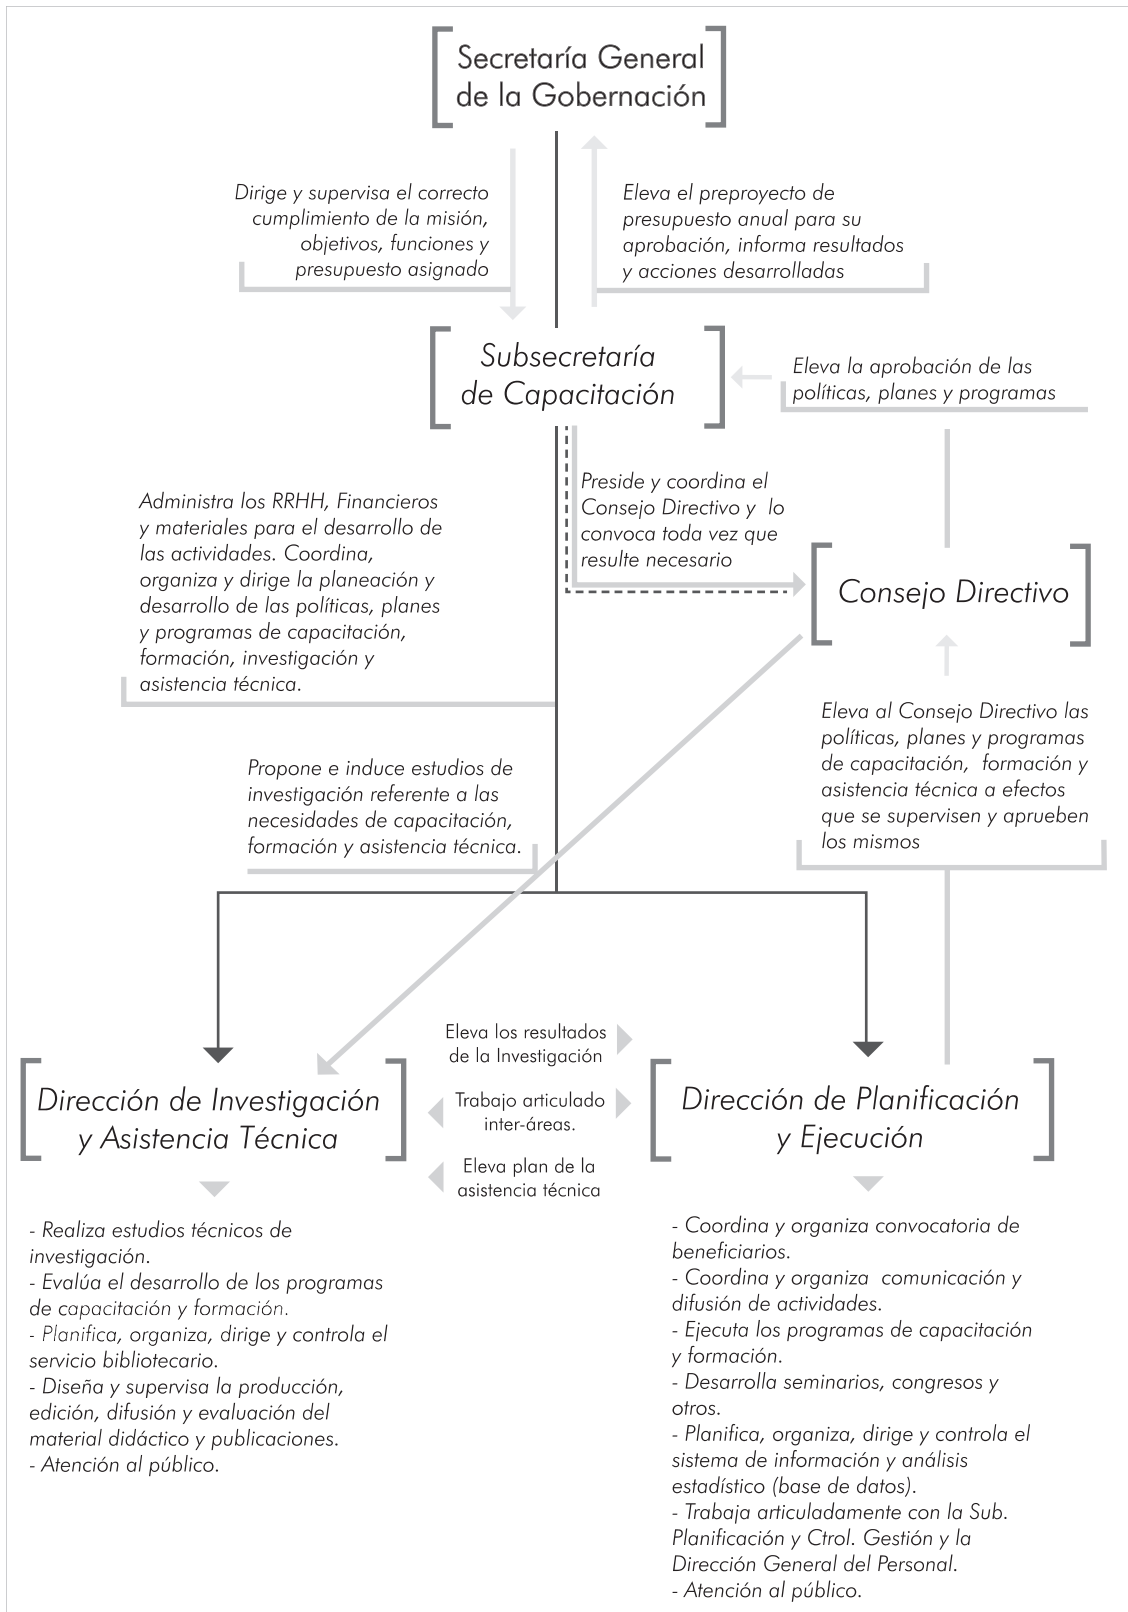 Secretaría General
de la Gobernación
Dirige y supervisa el correcto
cumplimiento de la misión,
objetivos, funciones y
presupuesto asignado
Eleva el preproyecto de
presupuesto anual para su
aprobación, informa resultados
y acciones desarrolladas
Subsecretaría
de Capacitación
Eleva la aprobación de las
políticas, planes y programas
Administra los RRHH, Financieros
y materiales para el desarrollo de
las actividades. Coordina,
organiza y dirige la planeación y
desarrollo de las políticas, planes
y programas de capacitación,
formación, investigación y
asistencia técnica.
Preside y coordina el
Consejo Directivo y  lo
convoca toda vez que
resulte necesario
Consejo Directivo
Eleva al Consejo Directivo las
políticas, planes y programas
de capacitación,  formación y
asistencia técnica a efectos
que se supervisen y aprueben
los mismos
Propone e induce estudios de
investigación referente a las
necesidades de capacitación,
formación y asistencia técnica.
Eleva los resultados
de la Investigación
Trabajo articulado
inter-áreas.
Eleva plan de la
asistencia técnica
Dirección de Investigación
y Asistencia Técnica
- Realiza estudios técnicos de
investigación.
- Evalúa el desarrollo de los programas
de capacitación y formación.
- Planifica, organiza, dirige y controla el
servicio bibliotecario.
- Diseña y supervisa la producción,
edición, difusión y evaluación del
material didáctico y publicaciones.
- Atención al público.
Dirección de Planificación
y Ejecución
- Coordina y organiza convocatoria de
beneficiarios.
- Coordina y organiza  comunicación y
difusión de actividades.
- Ejecuta los programas de capacitación
y formación.
- Desarrolla seminarios, congresos y
otros.
- Planifica, organiza, dirige y controla el
sistema de información y análisis
estadístico (base de datos).
- Trabaja articuladamente con la Sub.
Planificación y Ctrol. Gestión y la
Dirección General del Personal.
- Atención al público.